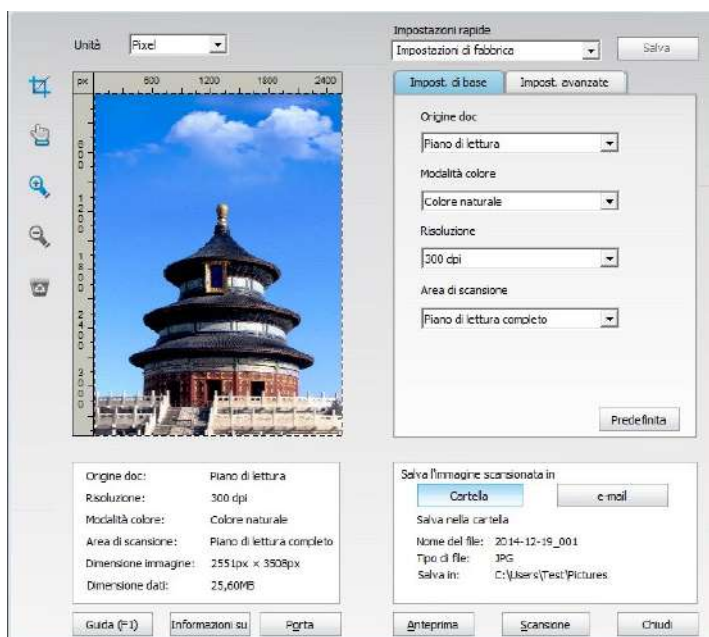 Unità Pixel
Impostazioni rapide
Impostazioni di fabbrica Salva
px 600 1200 1800 2400
600
1200
1800
2400
3000
Impost. di base Impost. avanzate
Origine doc
Piano di lettura
Modalità colore
Colore naturale
Risoluzione
300 dpi
Area di scansione
Piano di lettura completo
Predefinita
Origine doc: Piano di lettura
Risoluzione: 300 dpi
Modalità colore: Colore naturale
Area di scansione: Piano di lettura completo
Dimensione immagine: 2551px × 3508px
Dimensione dati: 25,60MB
Salva l'immagine scansionata in
Cartella e-mail
Salva nella cartella
Nome del file: 2014-12-19_001
Tipo di file: JPG
Salva in: C:\Users\Test\Pictures
Guida (F1) Informazioni su Porta
Anteprima Scansione Chiudi